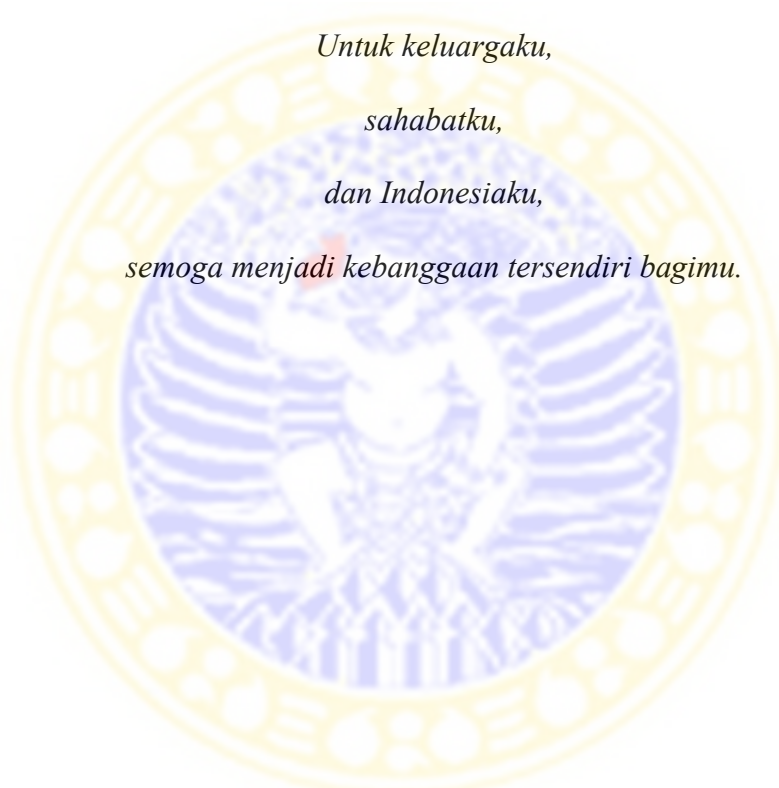 Untuk keluargaku,
sahabatku,
dan Indonesiaku,
semoga menjadi kebanggaan tersendiri bagimu.